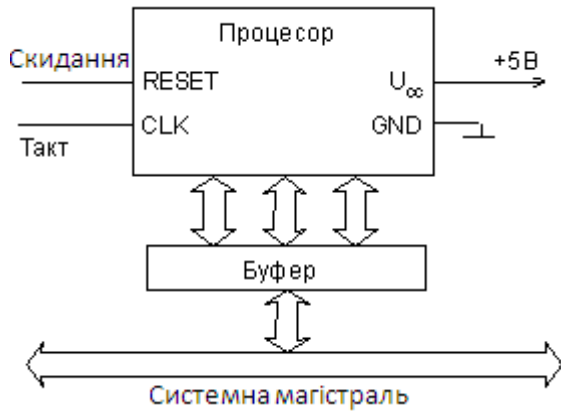 Процесор
Скидання
RESET
U∞
+5В
CLK
GND
Такт
Буфер
Системна магістраль